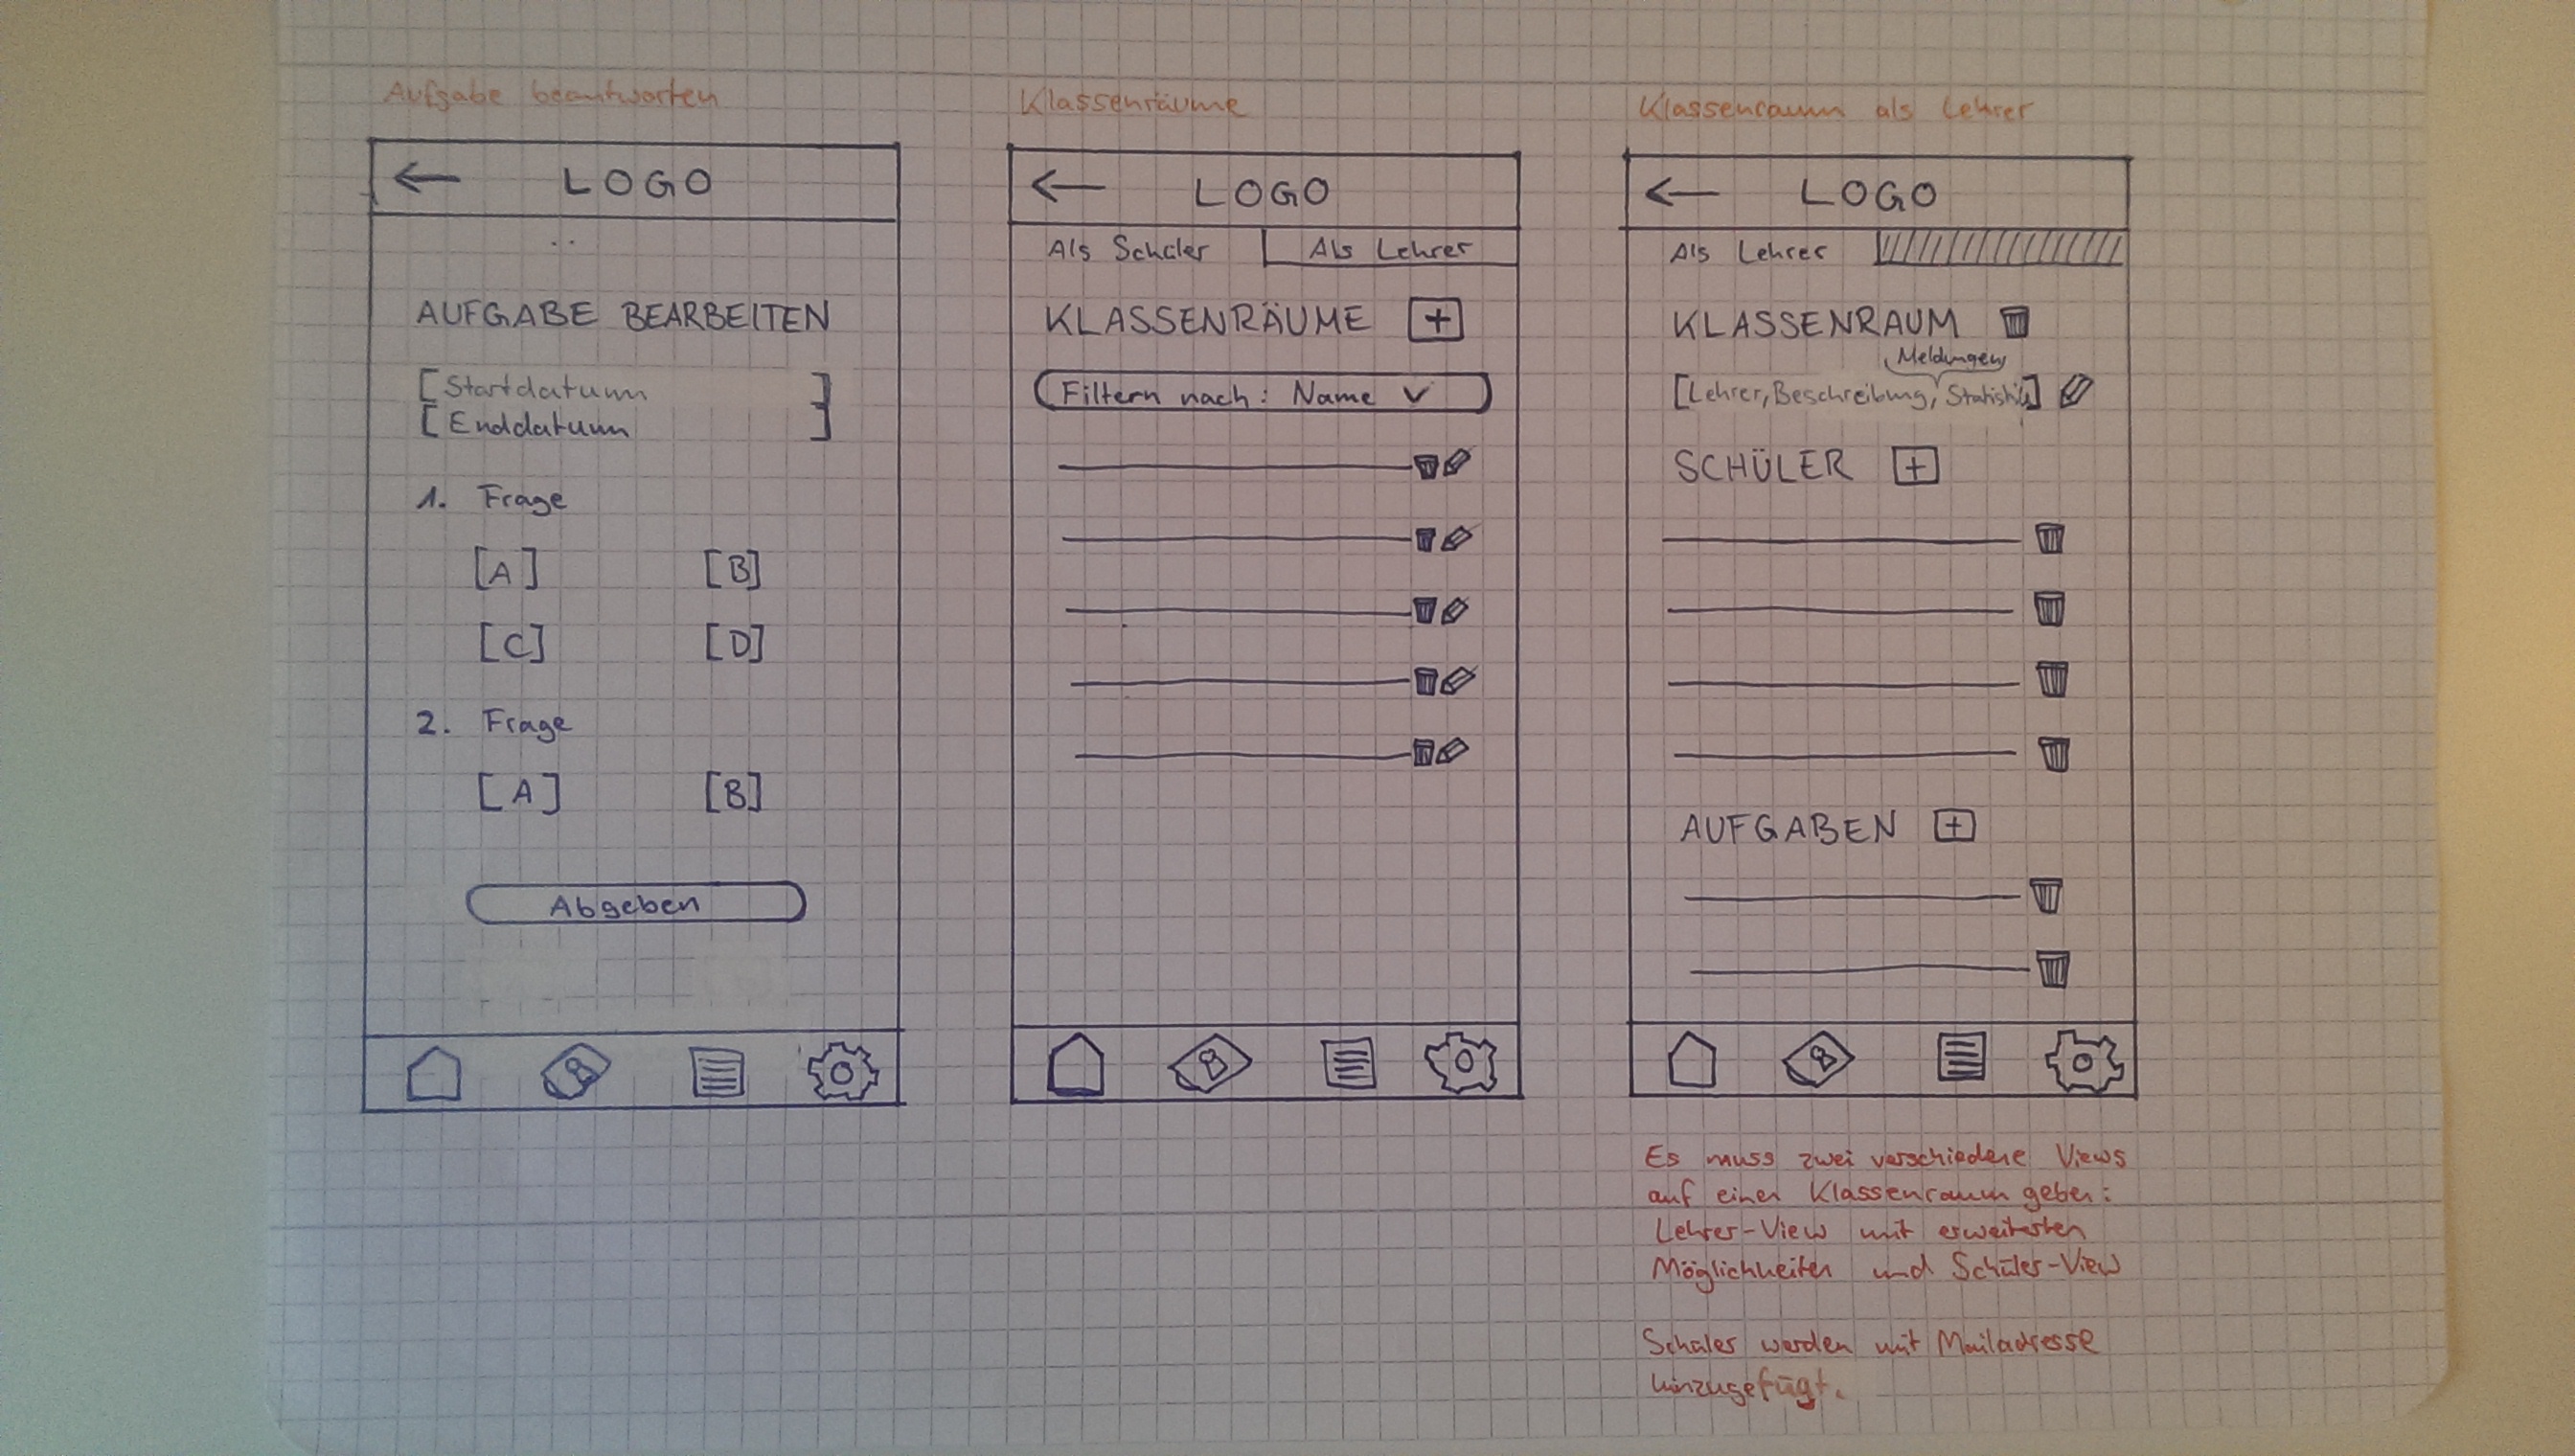 Aufgabe beantworten
← LOGO
AUFGABE BEARBEITEN
[Startdatum]
[Enddatum]
1. Frage
[A] [B]
[C] [D]
2. Frage
[A] [B]
Abgeben
Klassenräume
← LOGO
Als Schüler Als Lehrer
KLASSENRÄUME +
Filtern nach: Name
Klassenraum als Lehrer
← LOGO
Als Lehrer
KLASSENRAUM
Meldungen
[Lehrer, Beschreibung, Statistik]
SCHÜLER +
AUFGABEN +
Es muss zwei verschiedene Views
auf einen Klassenraum geben:
Lehrer-View mit erweiterten
Möglichkeiten und Schüler-View
Schüler werden mit Mailadresse
hinzugefügt.